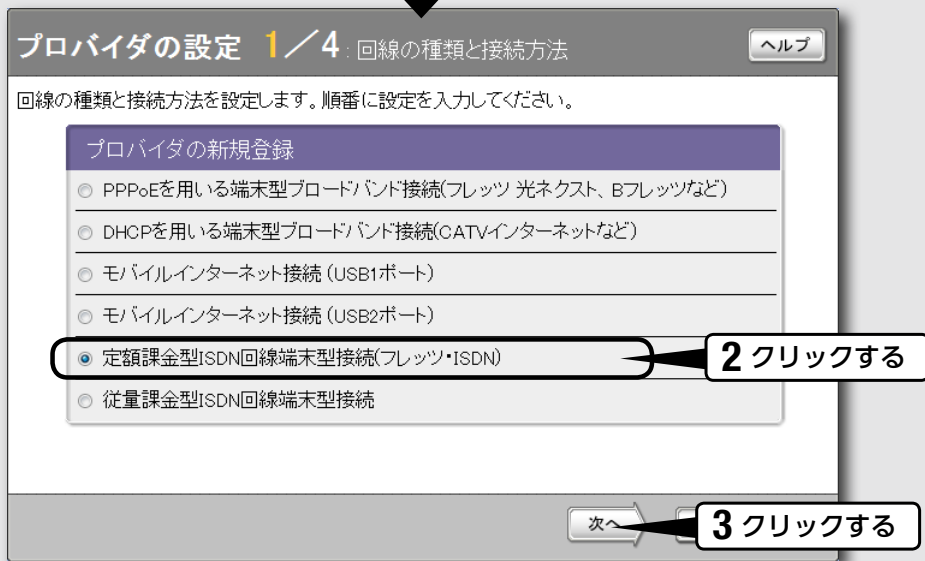 プロバイダの設定 1／4 : 回線の種類と接続方法
ヘルプ
回線の種類と接続方法を設定します。順番に設定を入力してください。
プロバイダの新規登録
PPPoEを用いる端末型ブロードバンド接続(フレッツ 光ネクスト、Bフレッツなど)
DHCPを用いる端末型ブロードバンド接続(CATVインターネットなど)
モバイルインターネット接続 (USB1ポート)
モバイルインターネット接続 (USB2ポート)
定額課金型ISDN回線端末型接続(フレッツ・ISDN)
2 クリックする
従量課金型ISDN回線端末型接続
次へ
3 クリックする